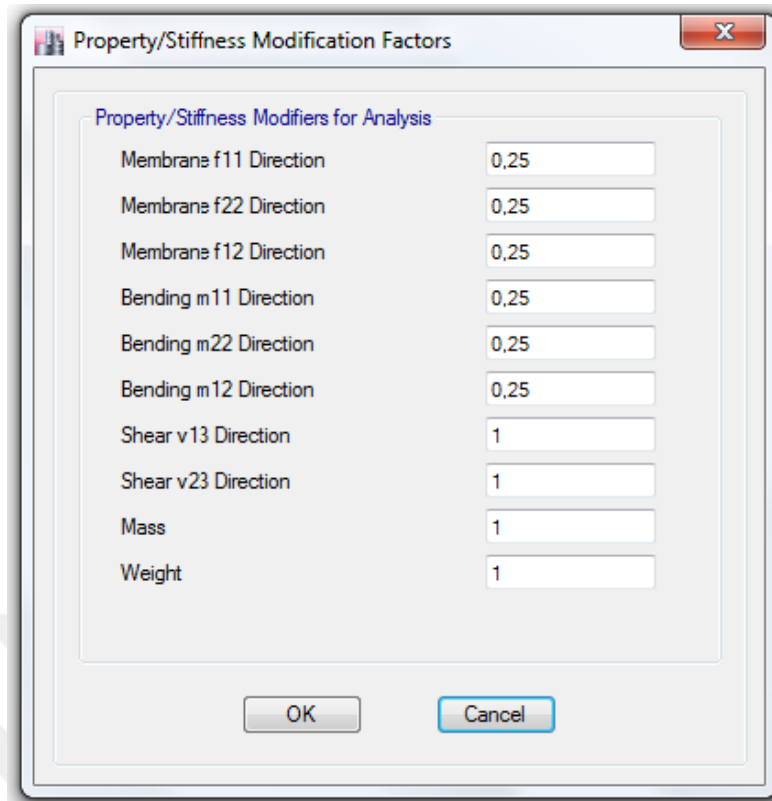 Property/Stiffness Modification Factors
Property/Stiffness Modifiers for Analysis
Membrane f11 Direction 0,25
Membrane f22 Direction 0,25
Membrane f12 Direction 0,25
Bending m11 Direction 0,25
Bending m22 Direction 0,25
Bending m12 Direction 0,25
Shear v13 Direction 1
Shear v23 Direction 1
Mass 1
Weight 1
OK Cancel